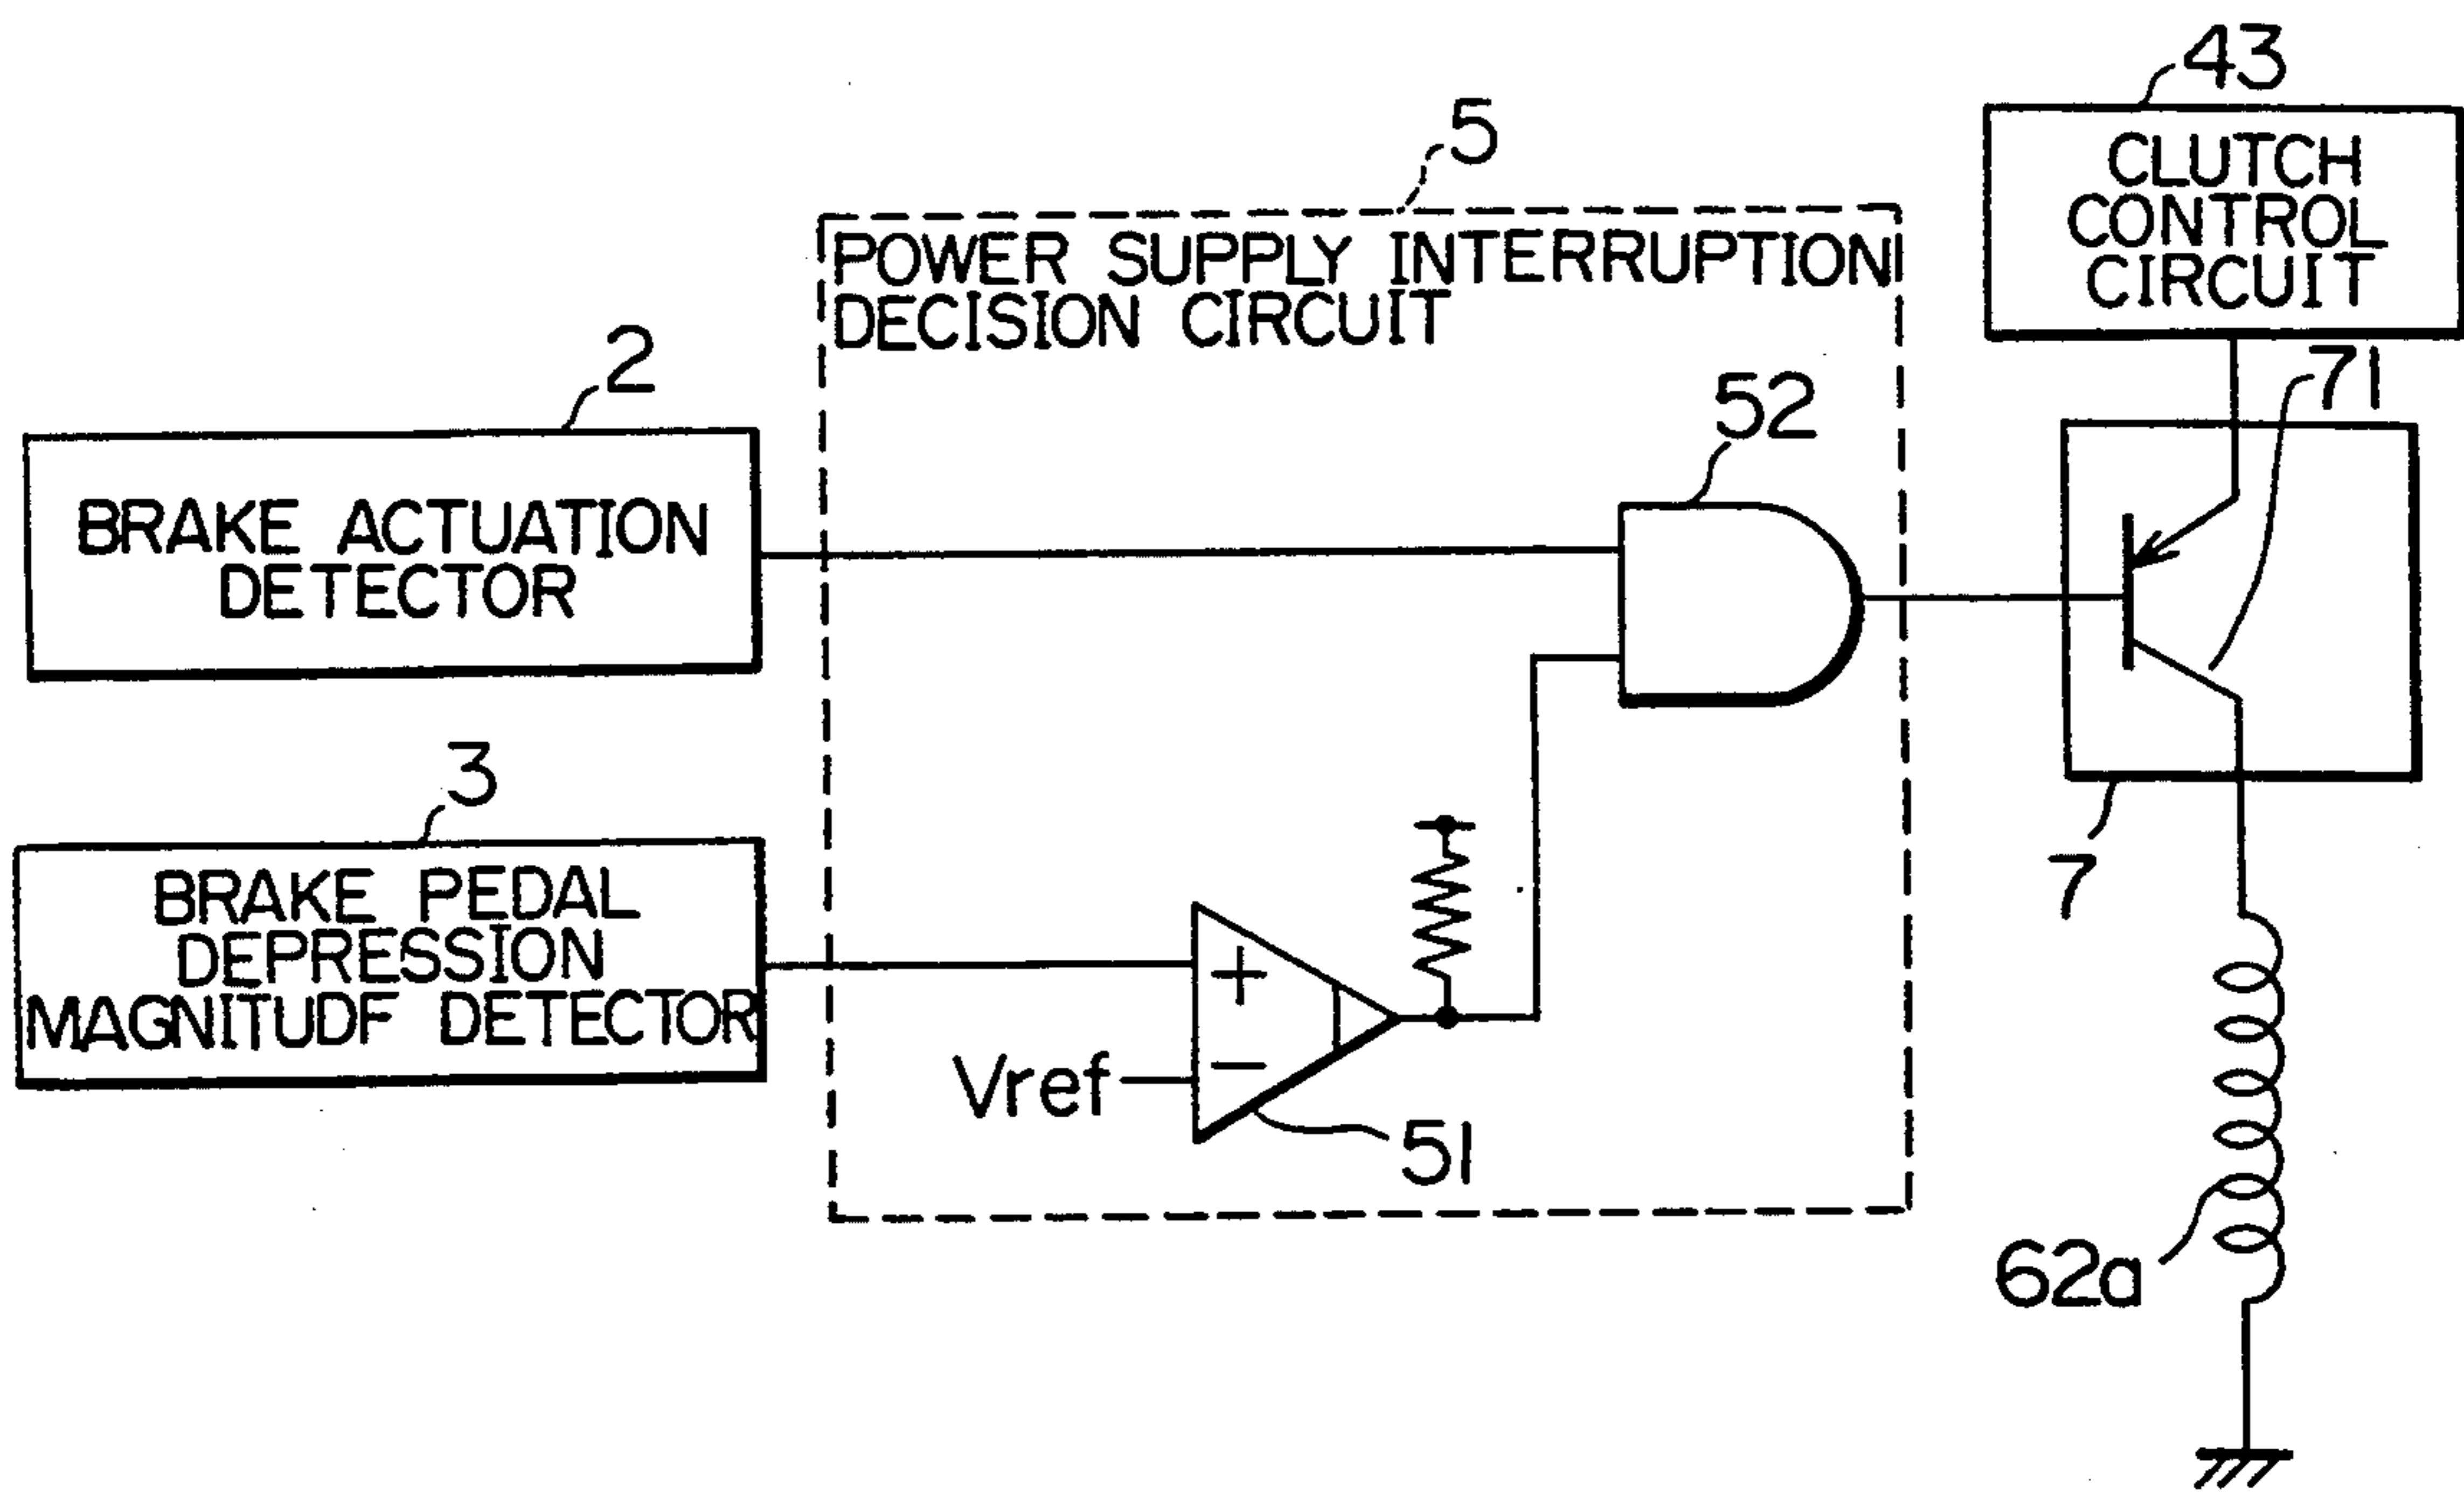 43
CLUTCH
CONTROL
CIRCUIT
5
POWER SUPPLY INTERRUPTION
DECISION CIRCUIT
2
BRAKE ACTUATION
DETECTOR
52
71
7
3
BRAKE PEDAL
DEPRESSION
MAGNITUDF DETECTOR
+
−
Vref
51
62a